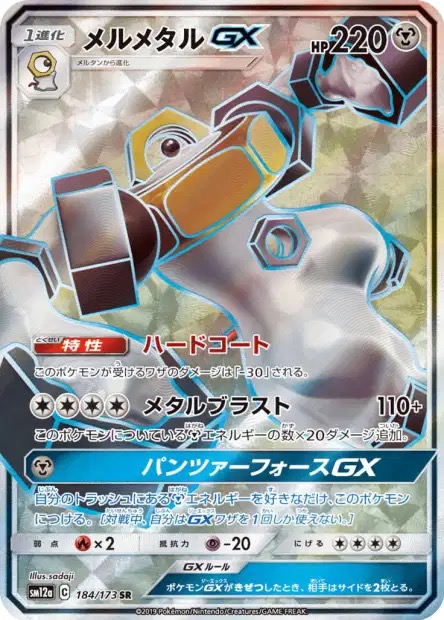 1進化 メルメタルGX HP220
メルタンから進化
とくせい
特性 ハードコート
このポケモンが受けるワザのダメージは「-30」される。
メタルブラスト 110+
このポケモンについているエネルギーの数×20ダメージ追加。
パンツァーフォースGX
自分のトラッシュにあるエネルギーを好きなだけ、このポケモン
につける。[対戦中、自分はGXワザを1回しか使えない。]
弱点 ×2 抵抗力 -20 にげる
Illus.sadaji
GXルール
sm12a C 184/173 SR
ポケモンGXがきぜつしたとき、相手はサイドを2枚とる。
©2019 Pokémon/Nintendo/Creatures/GAME FREAK.